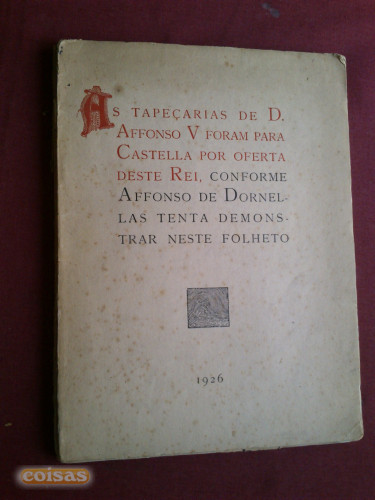 As TAPEÇARIAS DE D.
AFFONSO V FORAM PARA
CASTELLA POR OFERTA
DESTE REI, CONFORME
AFFONSO DE DORNEL-
LAS TENTA DEMONS-
TRAR NESTE FOLHETO
1926
coisas